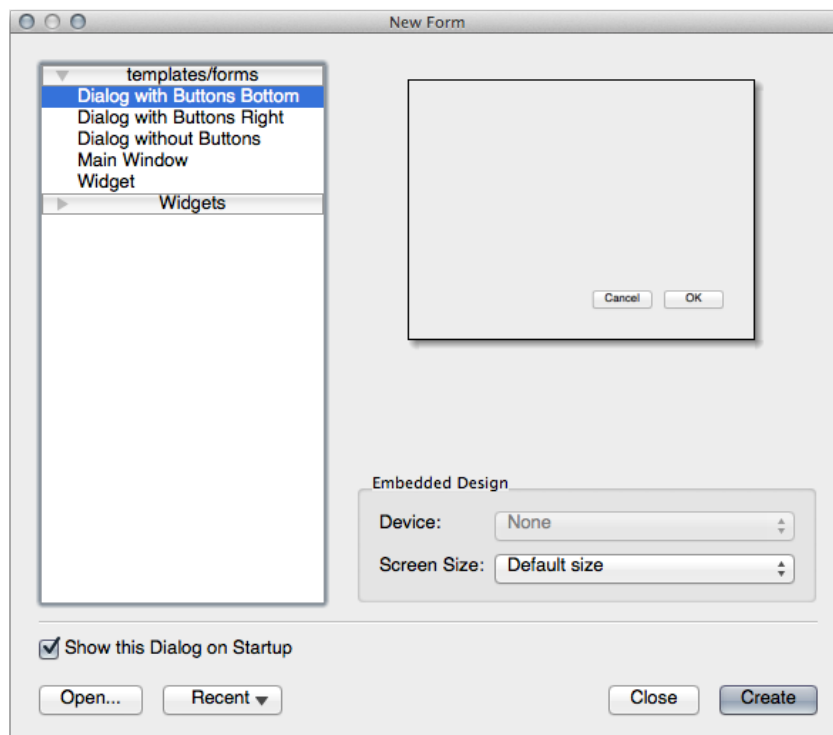 New Form
templates/forms
Dialog with Buttons Bottom
Dialog with Buttons Right
Dialog without Buttons
Main Window
Widget
Widgets
Cancel OK
Embedded Design
Device: None
Screen Size: Default size
Show this Dialog on Startup
Open... Recent Close Create